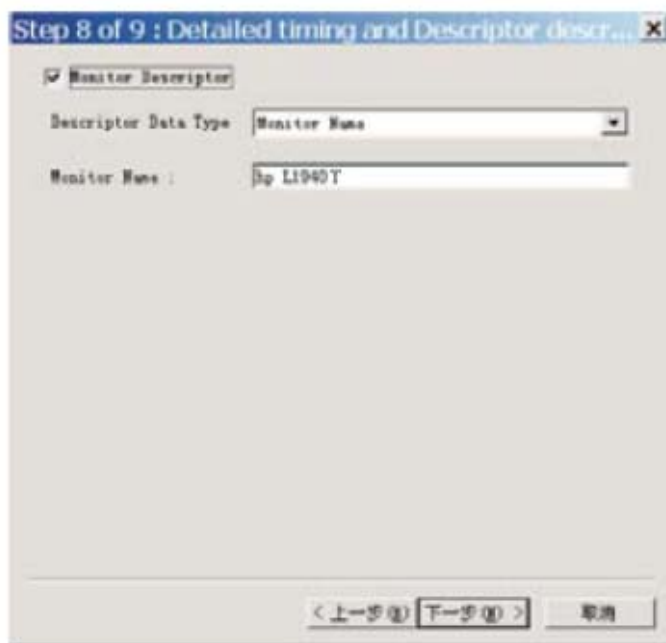 Step 8 of 9 : Detailed timing and Descriptor descr...
Monitor Descriptor
Descriptor Data Type Monitor Name
Monitor Name : hp L1940T
< 上一步(B) 下一步(N) > 取消